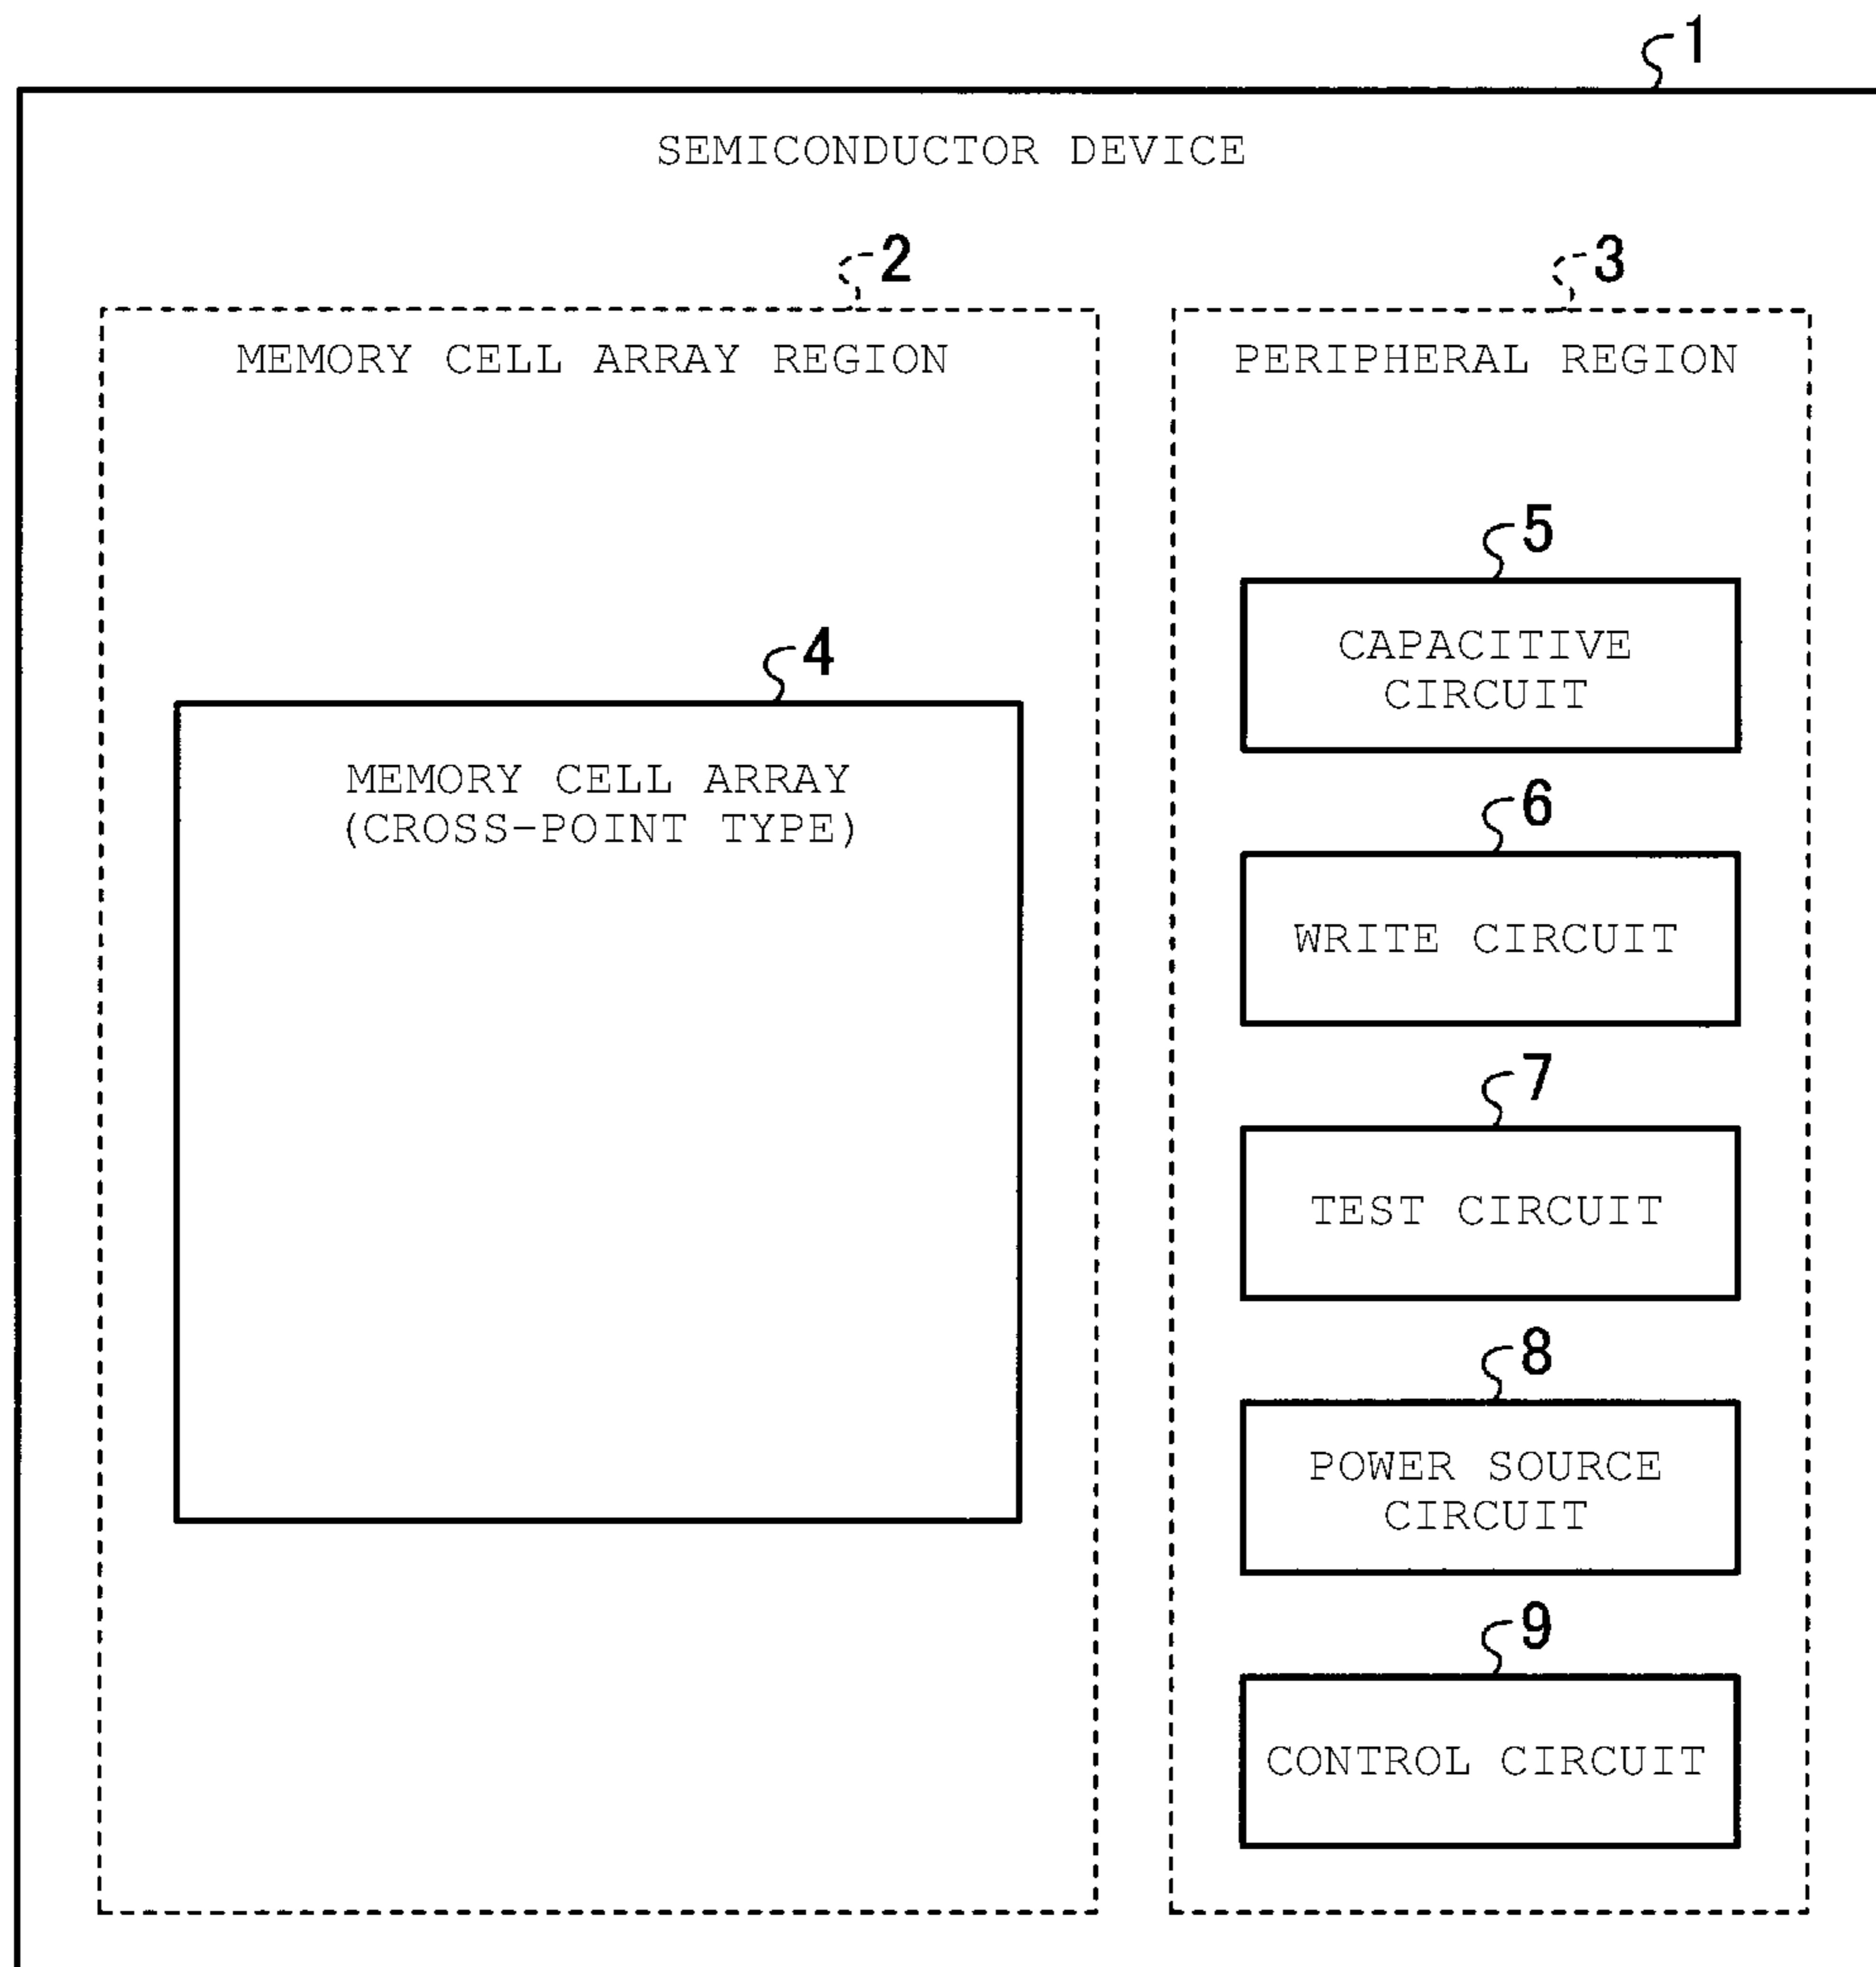 1
SEMICONDUCTOR DEVICE
2
MEMORY CELL ARRAY REGION
4
MEMORY CELL ARRAY
(CROSS-POINT TYPE)
3
PERIPHERAL REGION
5
CAPACITIVE
CIRCUIT
6
WRITE CIRCUIT
7
TEST CIRCUIT
8
POWER SOURCE
CIRCUIT
9
CONTROL CIRCUIT